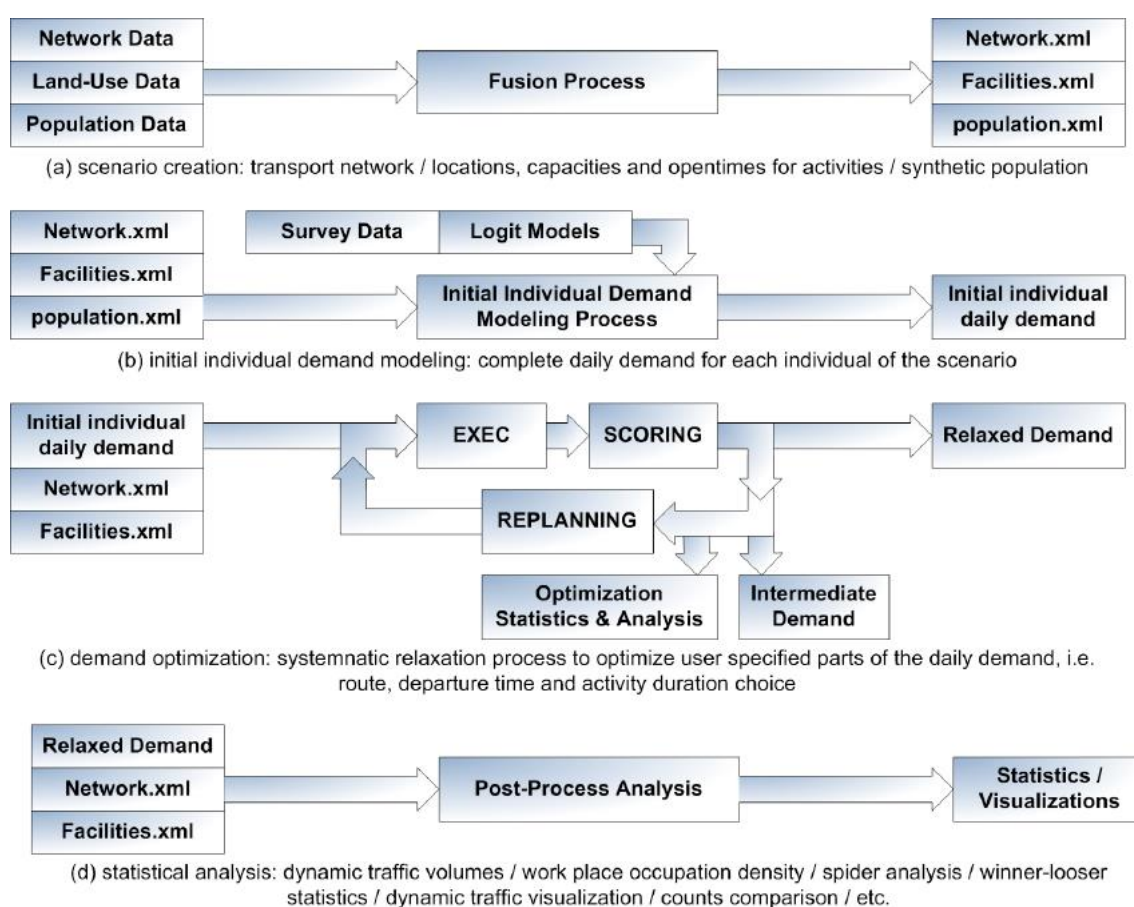 Network Data
Land-Use Data
Population Data
Fusion Process
Network.xml
Facilities.xml
population.xml
(a) scenario creation: transport network / locations, capacities and opentimes for activities / synthetic population
Network.xml
Facilities.xml
population.xml
Survey Data
Logit Models
Initial Individual Demand
Modeling Process
Initial individual
daily demand
(b) initial individual demand modeling: complete daily demand for each individual of the scenario
Initial individual
daily demand
Network.xml
Facilities.xml
EXEC
SCORING
Relaxed Demand
REPLANNING
Optimization
Statistics & Analysis
Intermediate
Demand
(c) demand optimization: systemnatic relaxation process to optimize user specified parts of the daily demand, i.e.
route, departure time and activity duration choice
Relaxed Demand
Network.xml
Facilities.xml
Post-Process Analysis
Statistics /
Visualizations
(d) statistical analysis: dynamic traffic volumes / work place occupation density / spider analysis / winner-looser
statistics / dynamic traffic visualization / counts comparison / etc.